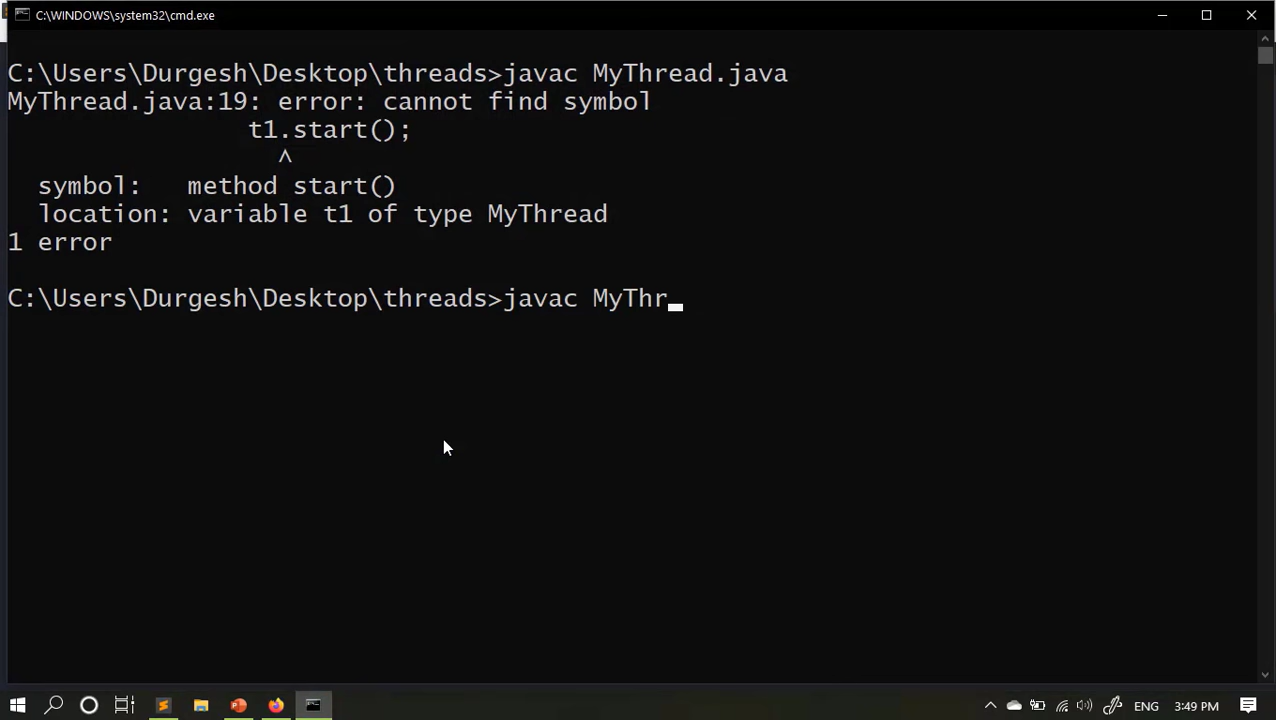 C:\WINDOWS\system32\cmd.exe
C:\Users\Durgesh\Desktop\threads>javac MyThread.java
MyThread.java:19: error: cannot find symbol
t1.start();
^
symbol:   method start()
location: variable t1 of type MyThread
1 error
C:\Users\Durgesh\Desktop\threads>javac MyThr
ENG
3:49 PM